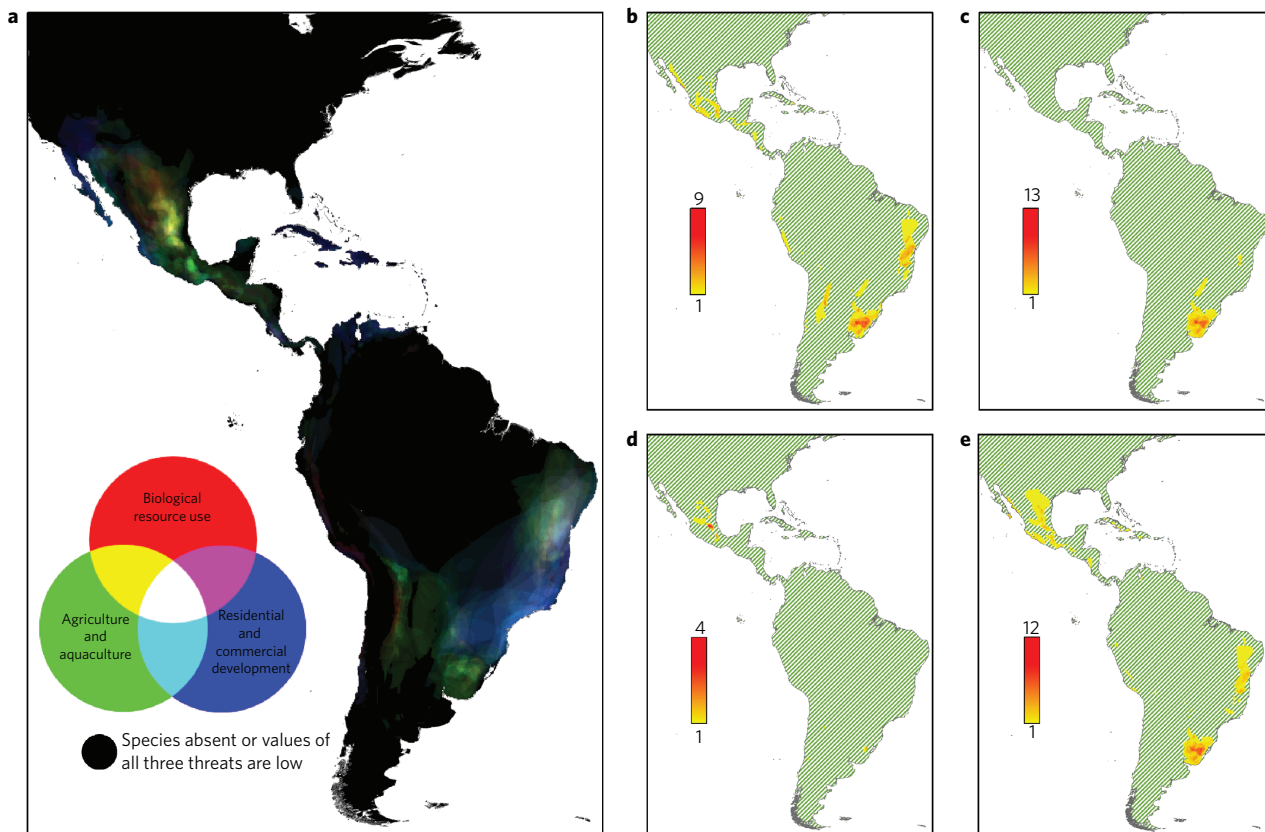 a
Biological
resource use
Agriculture
and
aquaculture
Residential
and
commercial
development
Species absent or values of
all three threats are low
b
9
1
c
13
1
d
4
1
e
12
1